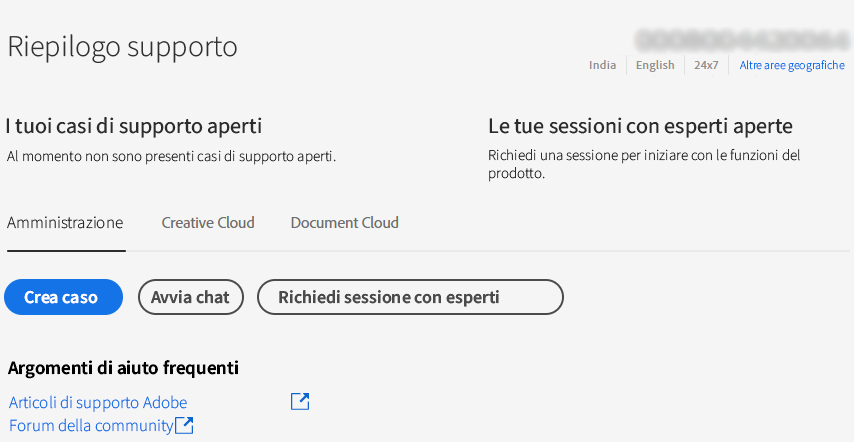 Riepilogo supporto
India English 24x7 Altre aree geografiche
I tuoi casi di supporto aperti
Al momento non sono presenti casi di supporto aperti.
Le tue sessioni con esperti aperte
Richiedi una sessione per iniziare con le funzioni del
prodotto.
Amministrazione Creative Cloud Document Cloud
Crea caso Avvia chat Richiedi sessione con esperti
Argomenti di aiuto frequenti
Articoli di supporto Adobe
Forum della community